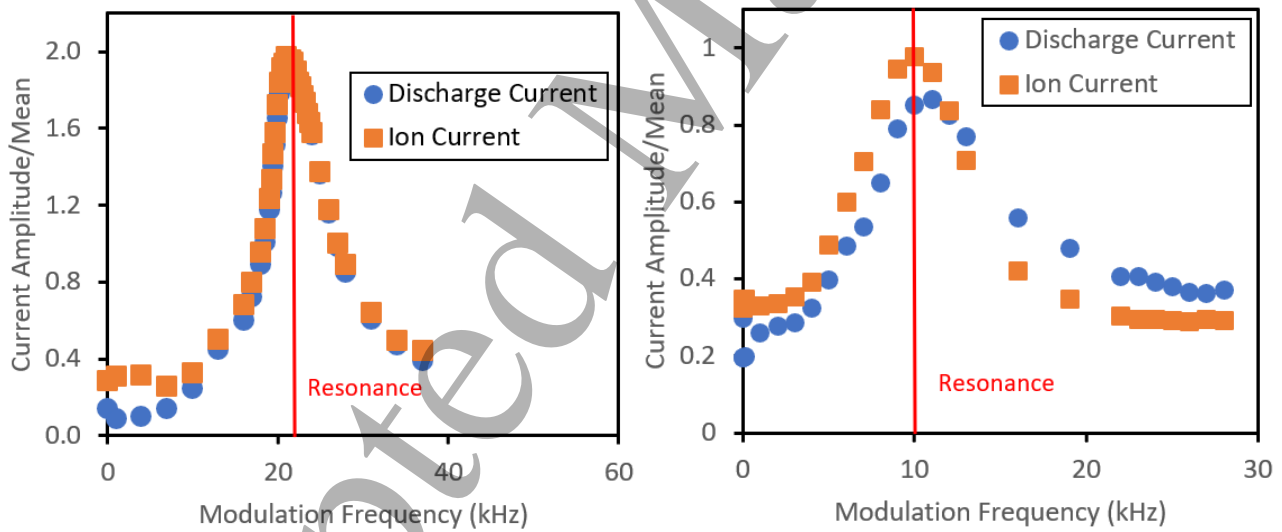 2.0
1.6
1.2
0.8
0.4
0.0
0
20
40
60
Current Amplitude/Mean
Modulation Frequency (kHz)
Discharge Current
Ion Current
Resonance
1
0.8
0.6
0.4
0.2
0
0
10
20
30
Current Amplitude/Mean
Modulation Frequency (kHz)
Discharge Current
Ion Current
Resonance
pted M